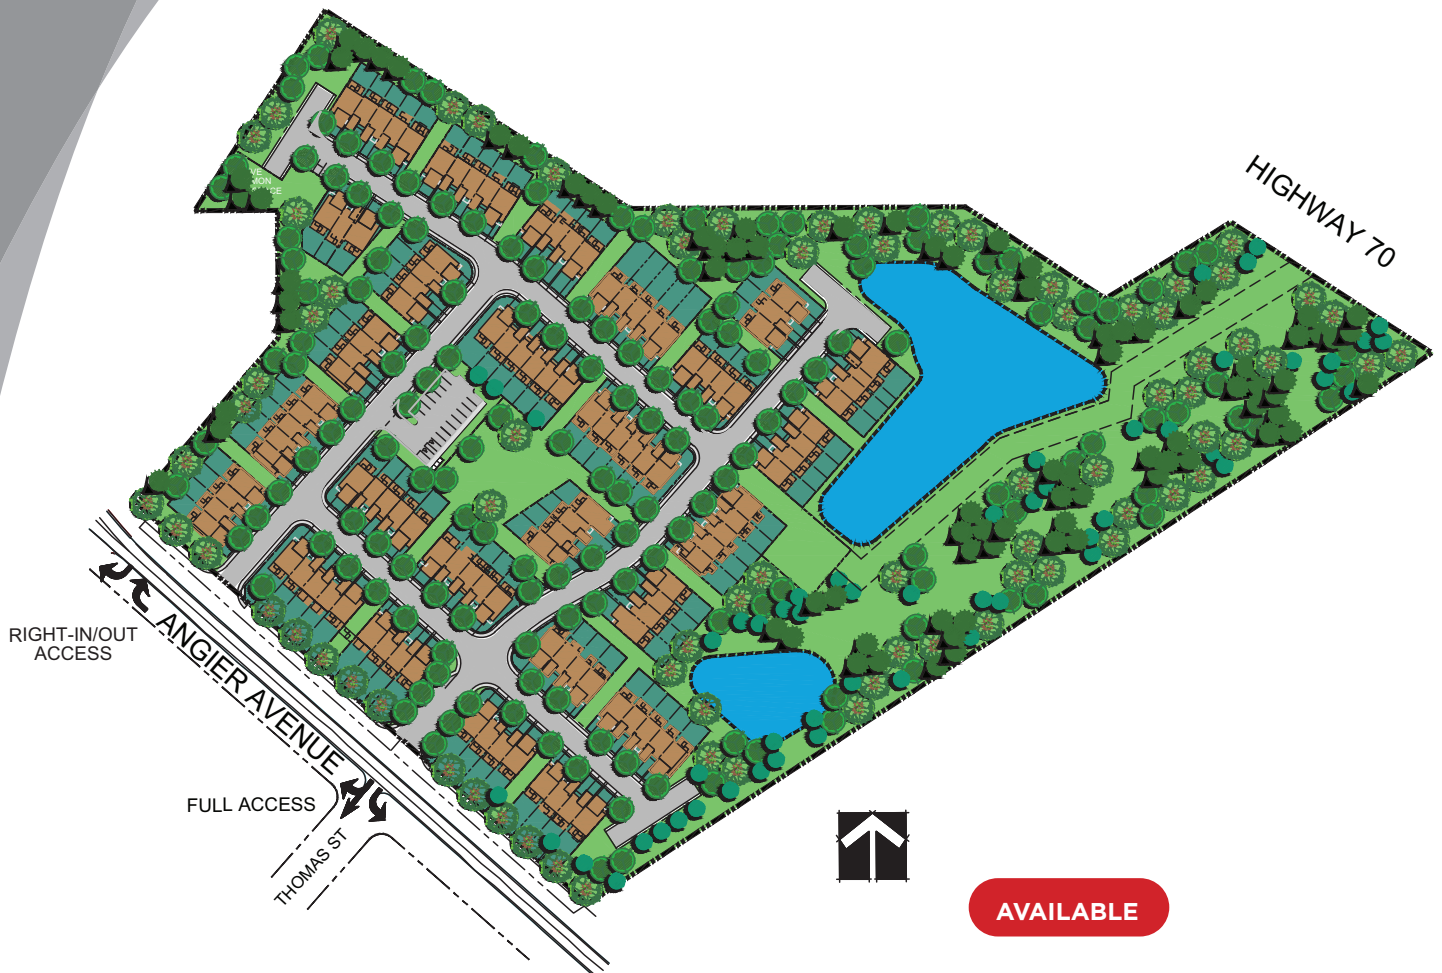 HIGHWAY 70
RIGHT-IN/OUT
ACCESS
ANGIER AVENUE
FULL ACCESS
THOMAS ST
AVAILABLE